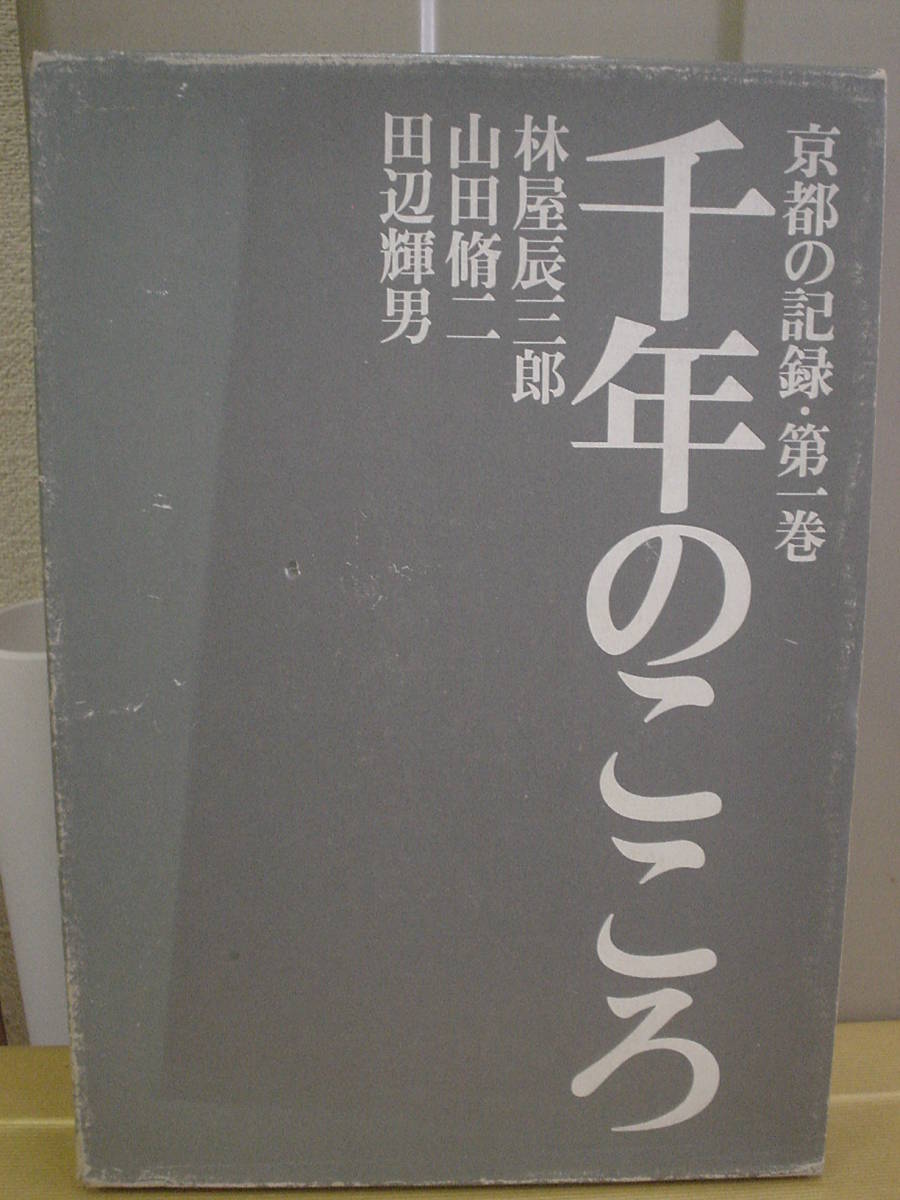 京都の記録・第一巻
千年のこころ
林屋辰三郎
山田脩二
田辺輝男